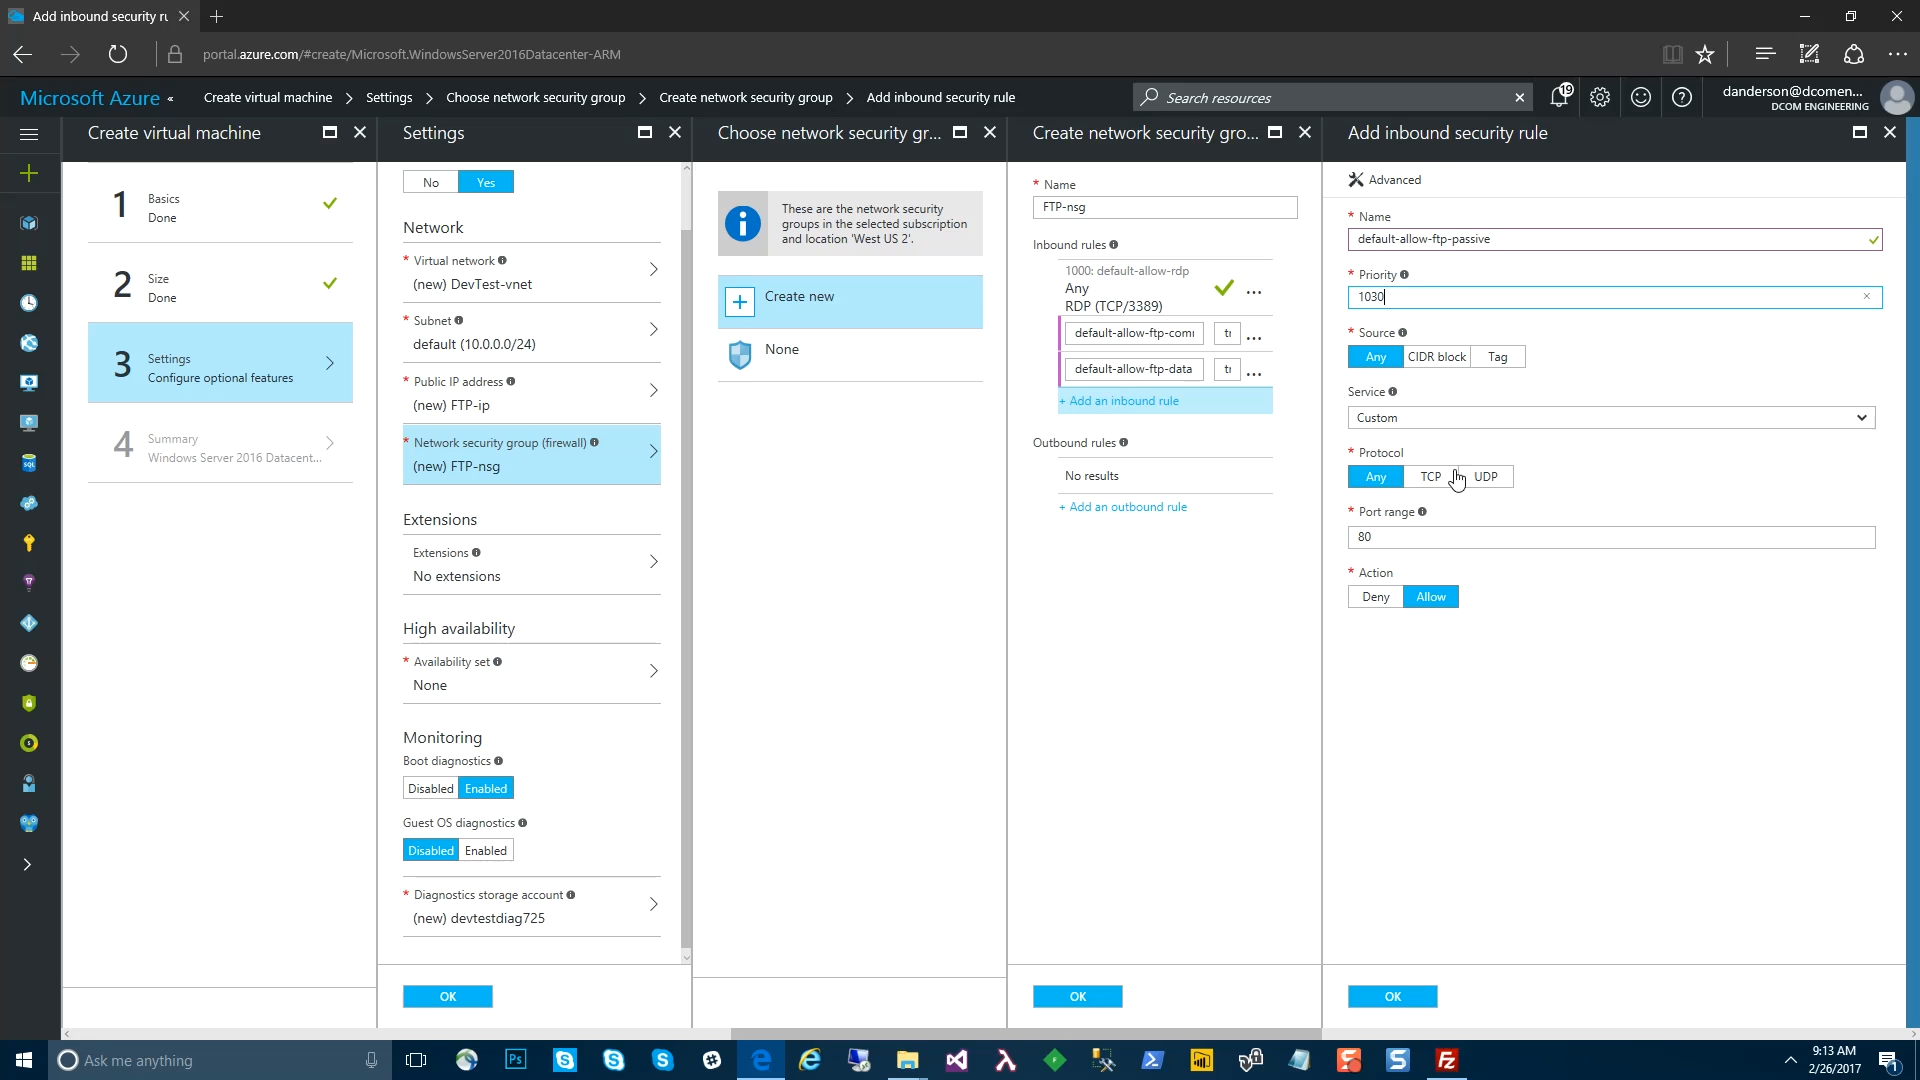 Add inbound security ru
portal.azure.com/#create/Microsoft.WindowsServer2016Datacenter-ARM
Microsoft Azure «
Create virtual machine > Settings > Choose network security group > Create network security group > Add inbound security rule
Search resources
19
danderson@dcomen...
DCOM ENGINEERING
Create virtual machine
1
Basics
Done
2
Size
Done
3
Settings
Configure optional features
4
Summary
Windows Server 2016 Datacent...
Settings
No Yes
Network
* Virtual network
(new) DevTest-vnet
* Subnet
default (10.0.0.0/24)
* Public IP address
(new) FTP-ip
* Network security group (firewall)
(new) FTP-nsg
Extensions
Extensions
No extensions
High availability
* Availability set
None
Monitoring
Boot diagnostics
Disabled Enabled
Guest OS diagnostics
Disabled Enabled
* Diagnostics storage account
(new) devtestdiag725
OK
Choose network security gr...
These are the network security
groups in the selected subscription
and location 'West US 2'.
Create new
None
Create network security gro...
* Name
FTP-nsg
Inbound rules
1000: default-allow-rdp
Any
RDP (TCP/3389)
...
default-allow-ftp-comm
...
default-allow-ftp-data
...
+ Add an inbound rule
Outbound rules
No results
+ Add an outbound rule
OK
Add inbound security rule
Advanced
* Name
default-allow-ftp-passive
* Priority
1030
* Source
Any CIDR block Tag
Service
Custom
* Protocol
Any TCP UDP
* Port range
80
* Action
Deny Allow
OK
Ask me anything
9:13 AM
2/26/2017
1